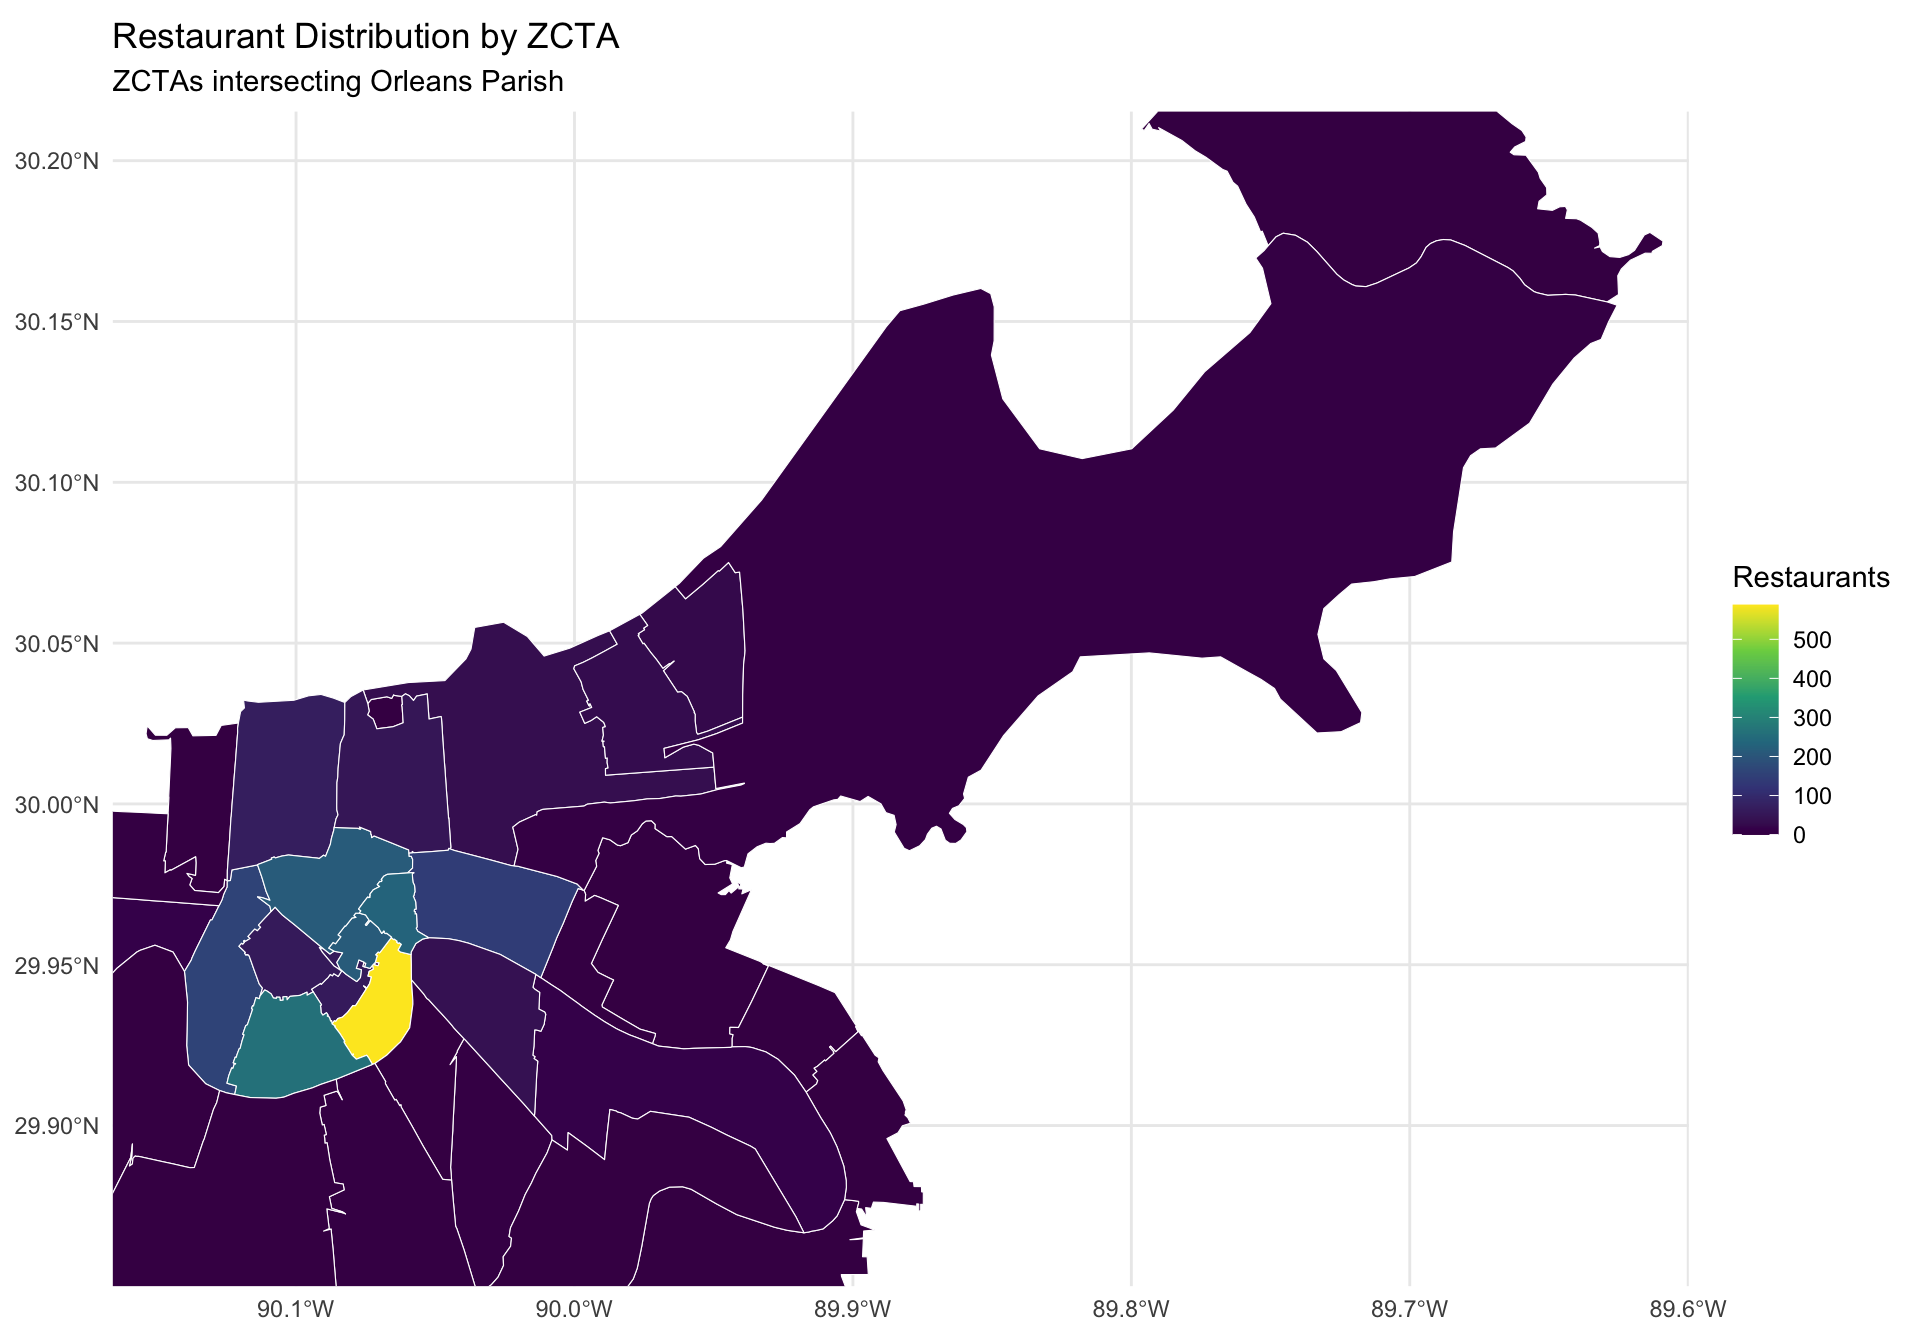 Restaurant Distribution by ZCTA
ZCTAs intersecting Orleans Parish
30.20°N
30.15°N
30.10°N
30.05°N
30.00°N
29.95°N
29.90°N
90.1°W
90.0°W
89.9°W
89.8°W
89.7°W
89.6°W
Restaurants
500
400
300
200
100
0